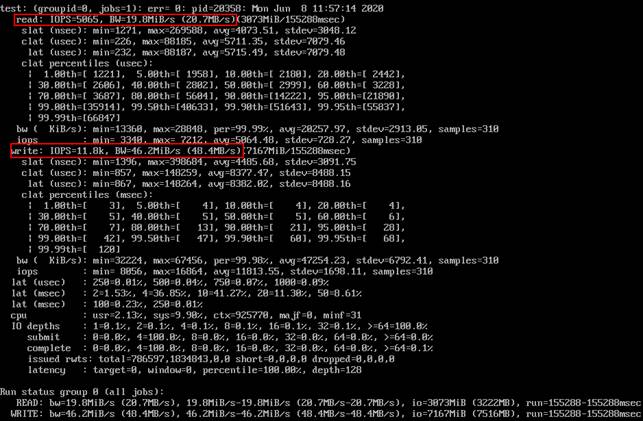 test: (groupid=0, jobs=1): err= 0: pid=20358: Mon Jun  8 11:57:14 2020
read: IOPS=5065, BW=19.8MiB/s (20.7MB/s)(3073MiB/155288msec)
slat (nsec): min=1271, max=269588, avg=4073.51, stdev=3048.12
clat (usec): min=226, max=88185, avg=5711.35, stdev=7079.46
lat (usec): min=232, max=88187, avg=5715.49, stdev=7079.48
clat percentiles (usec):
|  1.00th=[ 1221],  5.00th=[ 1958], 10.00th=[ 2180], 20.00th=[ 2442],
| 30.00th=[ 2606], 40.00th=[ 2802], 50.00th=[ 2999], 60.00th=[ 3228],
| 70.00th=[ 3687], 80.00th=[ 5604], 90.00th=[14222], 95.00th=[21890],
| 99.00th=[35914], 99.50th=[40633], 99.90th=[51643], 99.95th=[55837],
| 99.99th=[66847]
bw (  KiB/s): min=13360, max=28848, per=99.99%, avg=20257.97, stdev=2913.05, samples=310
iops        : min= 3340, max= 7212, avg=5064.48, stdev=728.27, samples=310
write: IOPS=11.8k, BW=46.2MiB/s (48.4MB/s)(7167MiB/155288msec)
slat (nsec): min=1396, max=398684, avg=4485.68, stdev=3091.75
clat (usec): min=857, max=148259, avg=8377.47, stdev=8488.15
lat (usec): min=867, max=148264, avg=8382.02, stdev=8488.16
clat percentiles (msec):
|  1.00th=[    3],  5.00th=[    4], 10.00th=[    4], 20.00th=[    4],
| 30.00th=[    5], 40.00th=[    5], 50.00th=[    5], 60.00th=[    6],
| 70.00th=[    7], 80.00th=[   13], 90.00th=[   21], 95.00th=[   28],
| 99.00th=[   42], 99.50th=[   47], 99.90th=[   60], 99.95th=[   68],
| 99.99th=[  120]
bw (  KiB/s): min=32224, max=67456, per=99.98%, avg=47254.23, stdev=6792.41, samples=310
iops        : min= 8056, max=16864, avg=11813.55, stdev=1698.11, samples=310
lat (usec)   : 250=0.01%, 500=0.04%, 750=0.07%, 1000=0.09%
lat (msec)   : 2=1.53%, 4=36.85%, 10=41.27%, 20=11.30%, 50=8.61%
lat (msec)   : 100=0.23%, 250=0.01%
cpu          : usr=2.13%, sys=9.90%, ctx=925770, majf=0, minf=31
IO depths    : 1=0.1%, 2=0.1%, 4=0.1%, 8=0.1%, 16=0.1%, 32=0.1%, >=64=100.0%
submit    : 0=0.0%, 4=100.0%, 8=0.0%, 16=0.0%, 32=0.0%, 64=0.0%, >=64=0.0%
complete  : 0=0.0%, 4=100.0%, 8=0.0%, 16=0.0%, 32=0.0%, 64=0.0%, >=64=0.1%
issued rwts: total=786597,1834843,0,0 short=0,0,0,0 dropped=0,0,0,0
latency   : target=0, window=0, percentile=100.00%, depth=128
Run status group 0 (all jobs):
READ: bw=19.8MiB/s (20.7MB/s), 19.8MiB/s-19.8MiB/s (20.7MB/s-20.7MB/s), io=3073MiB (3222MB), run=155288-155288msec
WRITE: bw=46.2MiB/s (48.4MB/s), 46.2MiB/s-46.2MiB/s (48.4MB/s-48.4MB/s), io=7167MiB (7516MB), run=155288-155288msec